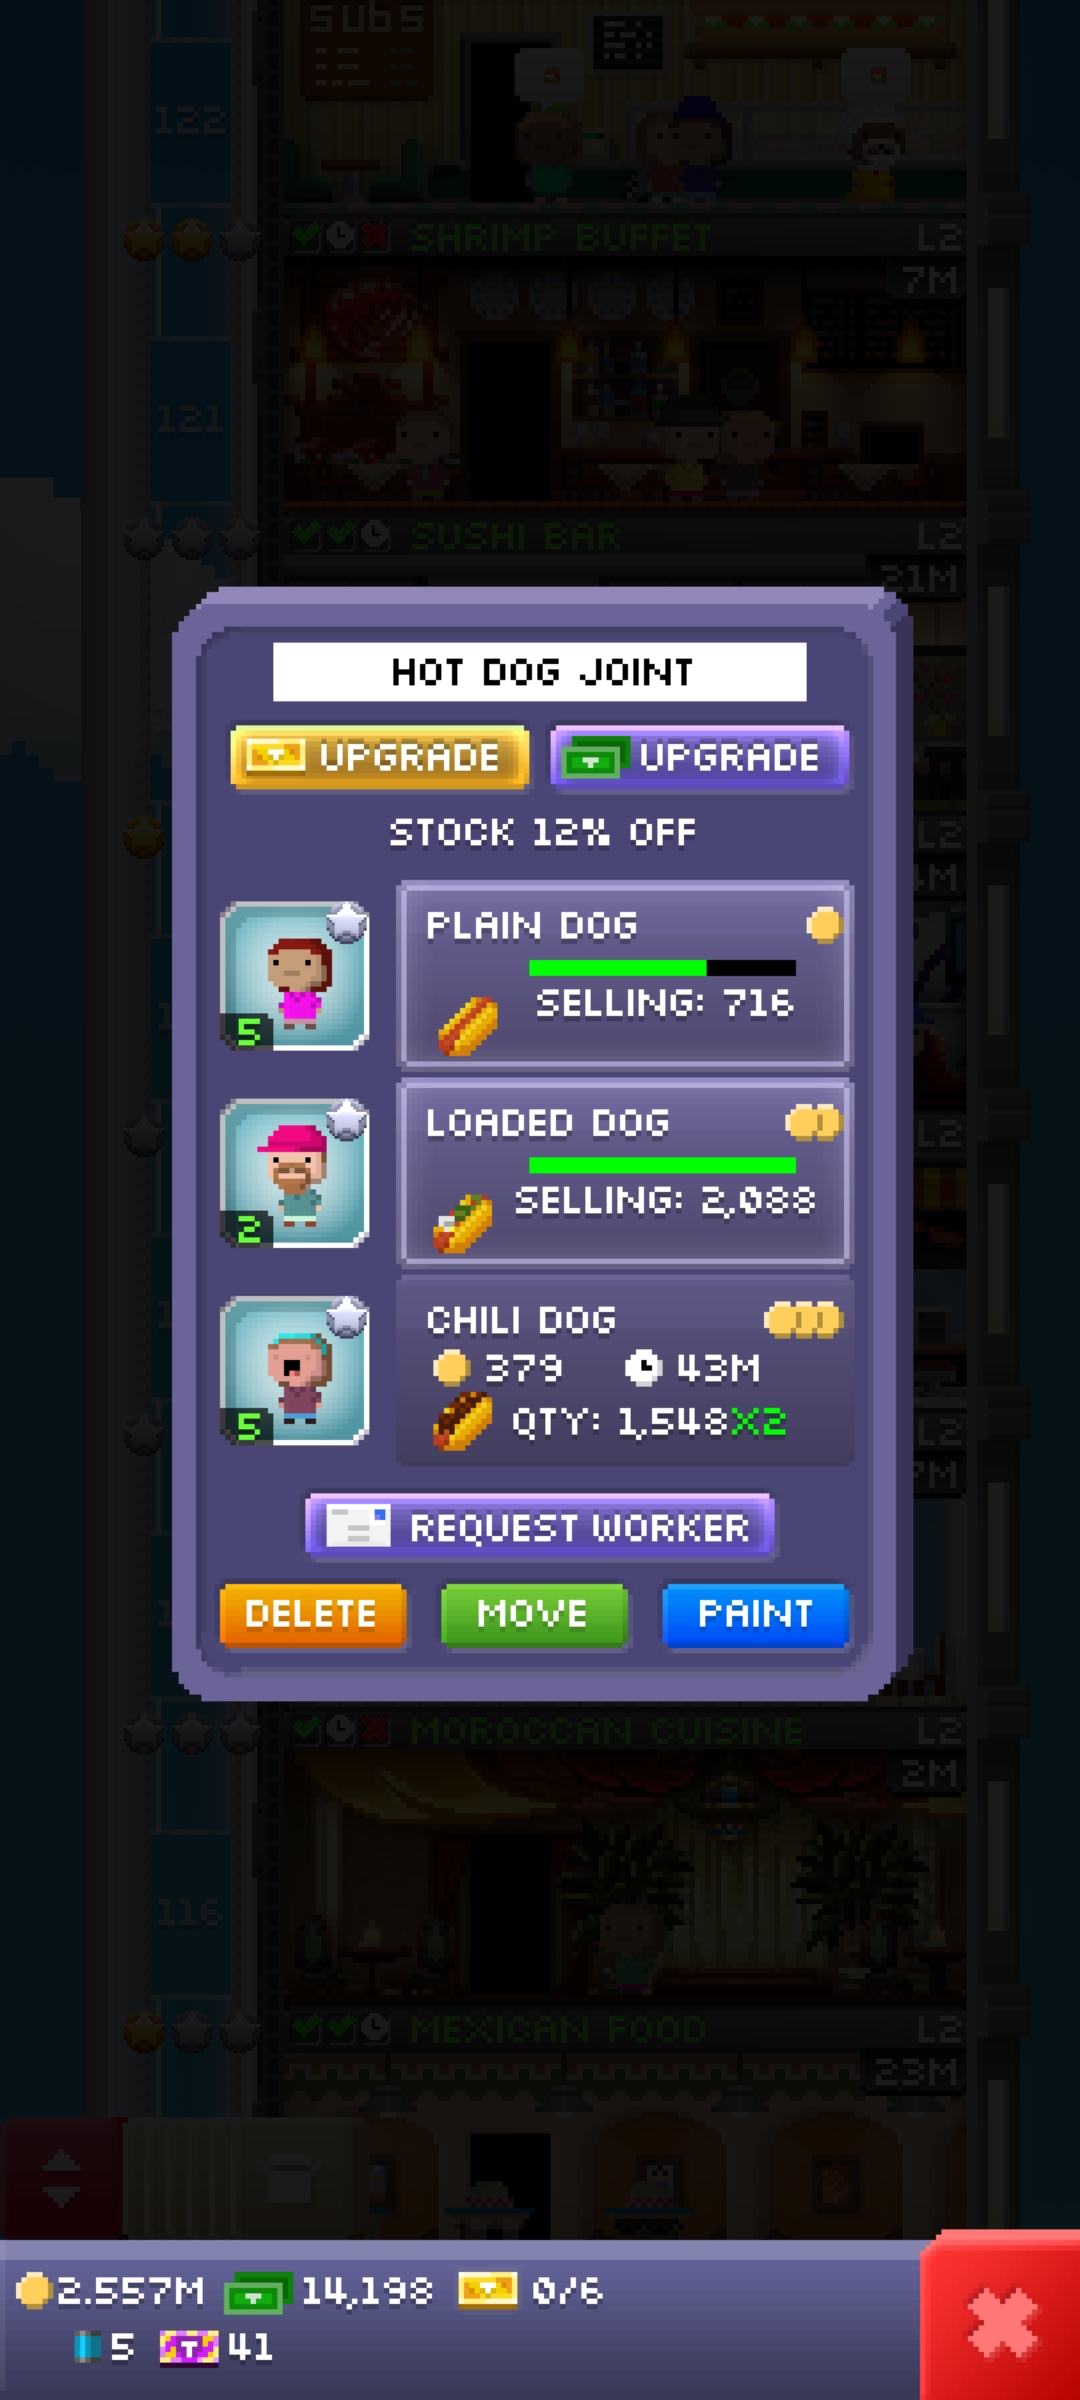 SUBS
122
SHRIMP BUFFET L2
7M
121
SUSHI BAR L2
21M
HOT DOG JOINT
UPGRADE UPGRADE
STOCK 12% OFF
L2
PLAIN DOG
SELLING: 716
5
LOADED DOG
L2
SELLING: 2,088
2
CHILI DOG
379 43M
QTY: 1,548X2
5
L2
REQUEST WORKER
DELETE MOVE PAINT
MOROCCAN CUISINE L2
2M
116
MEXICAN FOOD L2
23M
2.557M 14,198 0/6
5 T 41